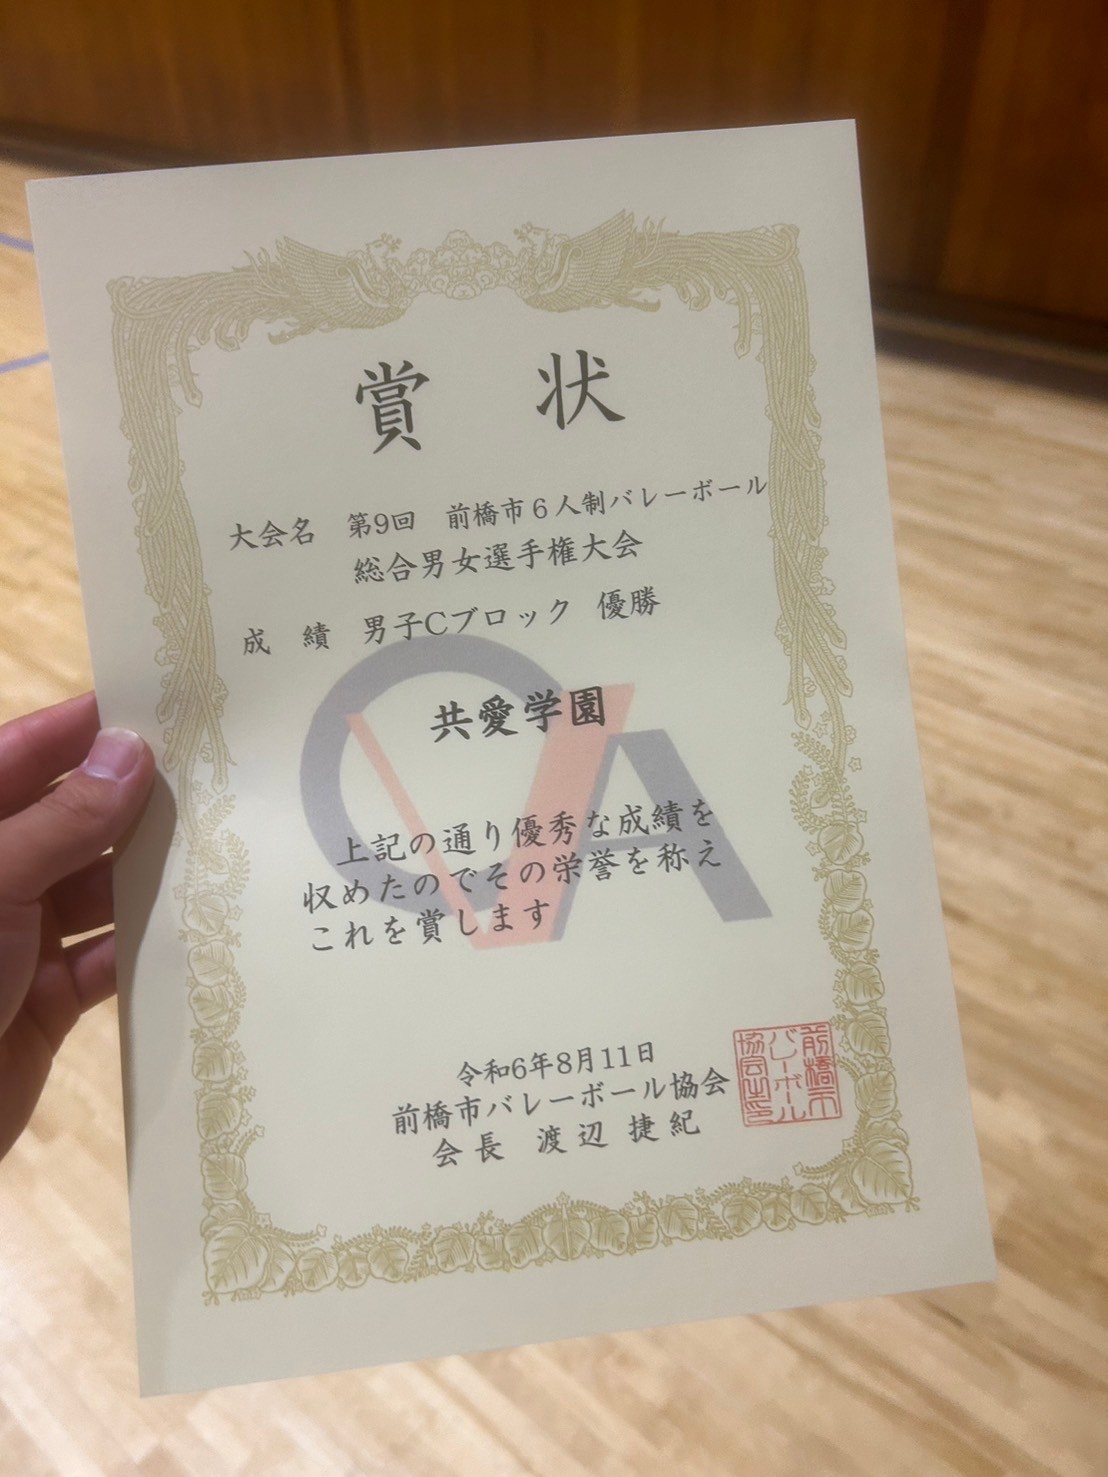 賞 状
大会名 第9回 前橋市6人制バレーボール
総合男女選手権大会
成 績 男子Cブロック 優勝
共愛学園
上記の通り優秀な成績を
収めたのでその栄誉を称え
これを賞します
令和6年8月11日
前橋市バレーボール協会
会長 渡辺 捷紀
前橋市
バレーボール
協会之印